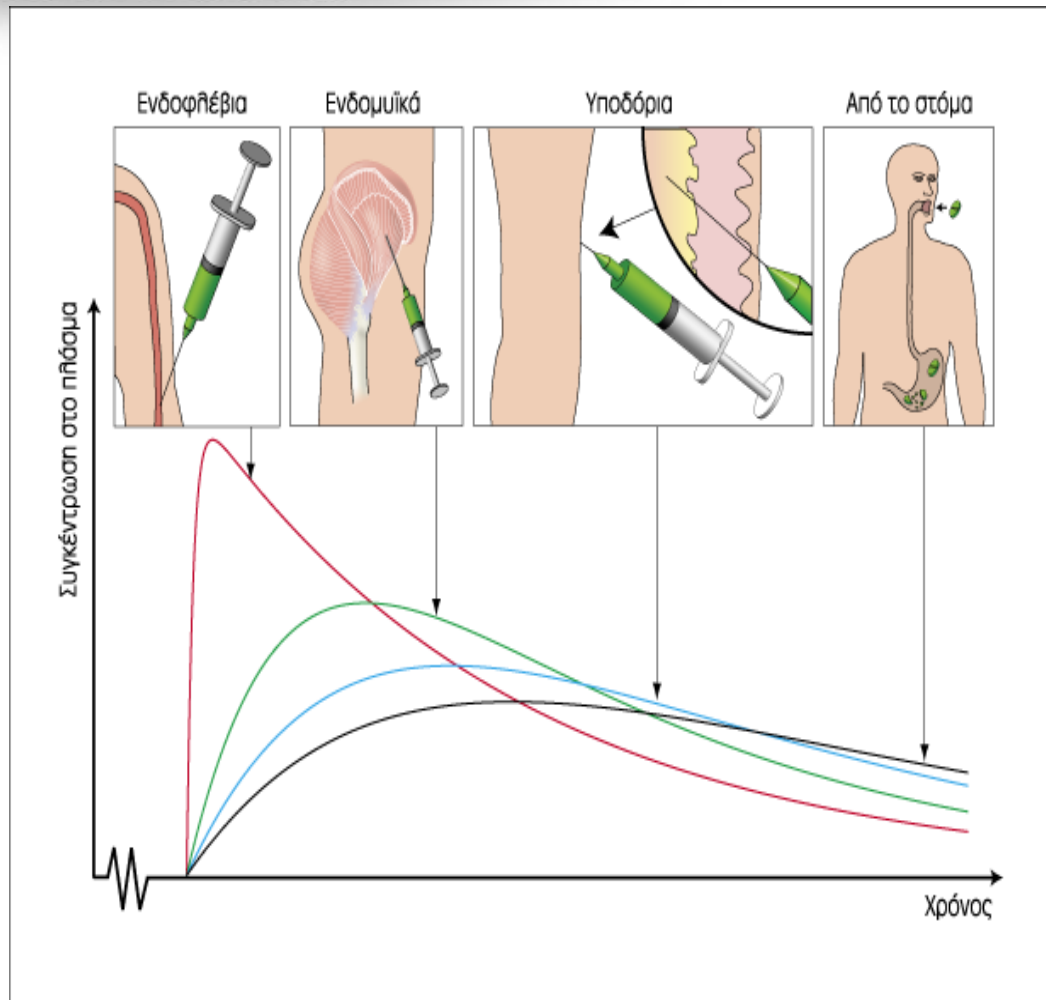 Ενδοφλέβια
Ενδομυϊκά
Υποδόρια
Από το στόμα
Συγκέντρωση στο πλάσμα
Χρόνος